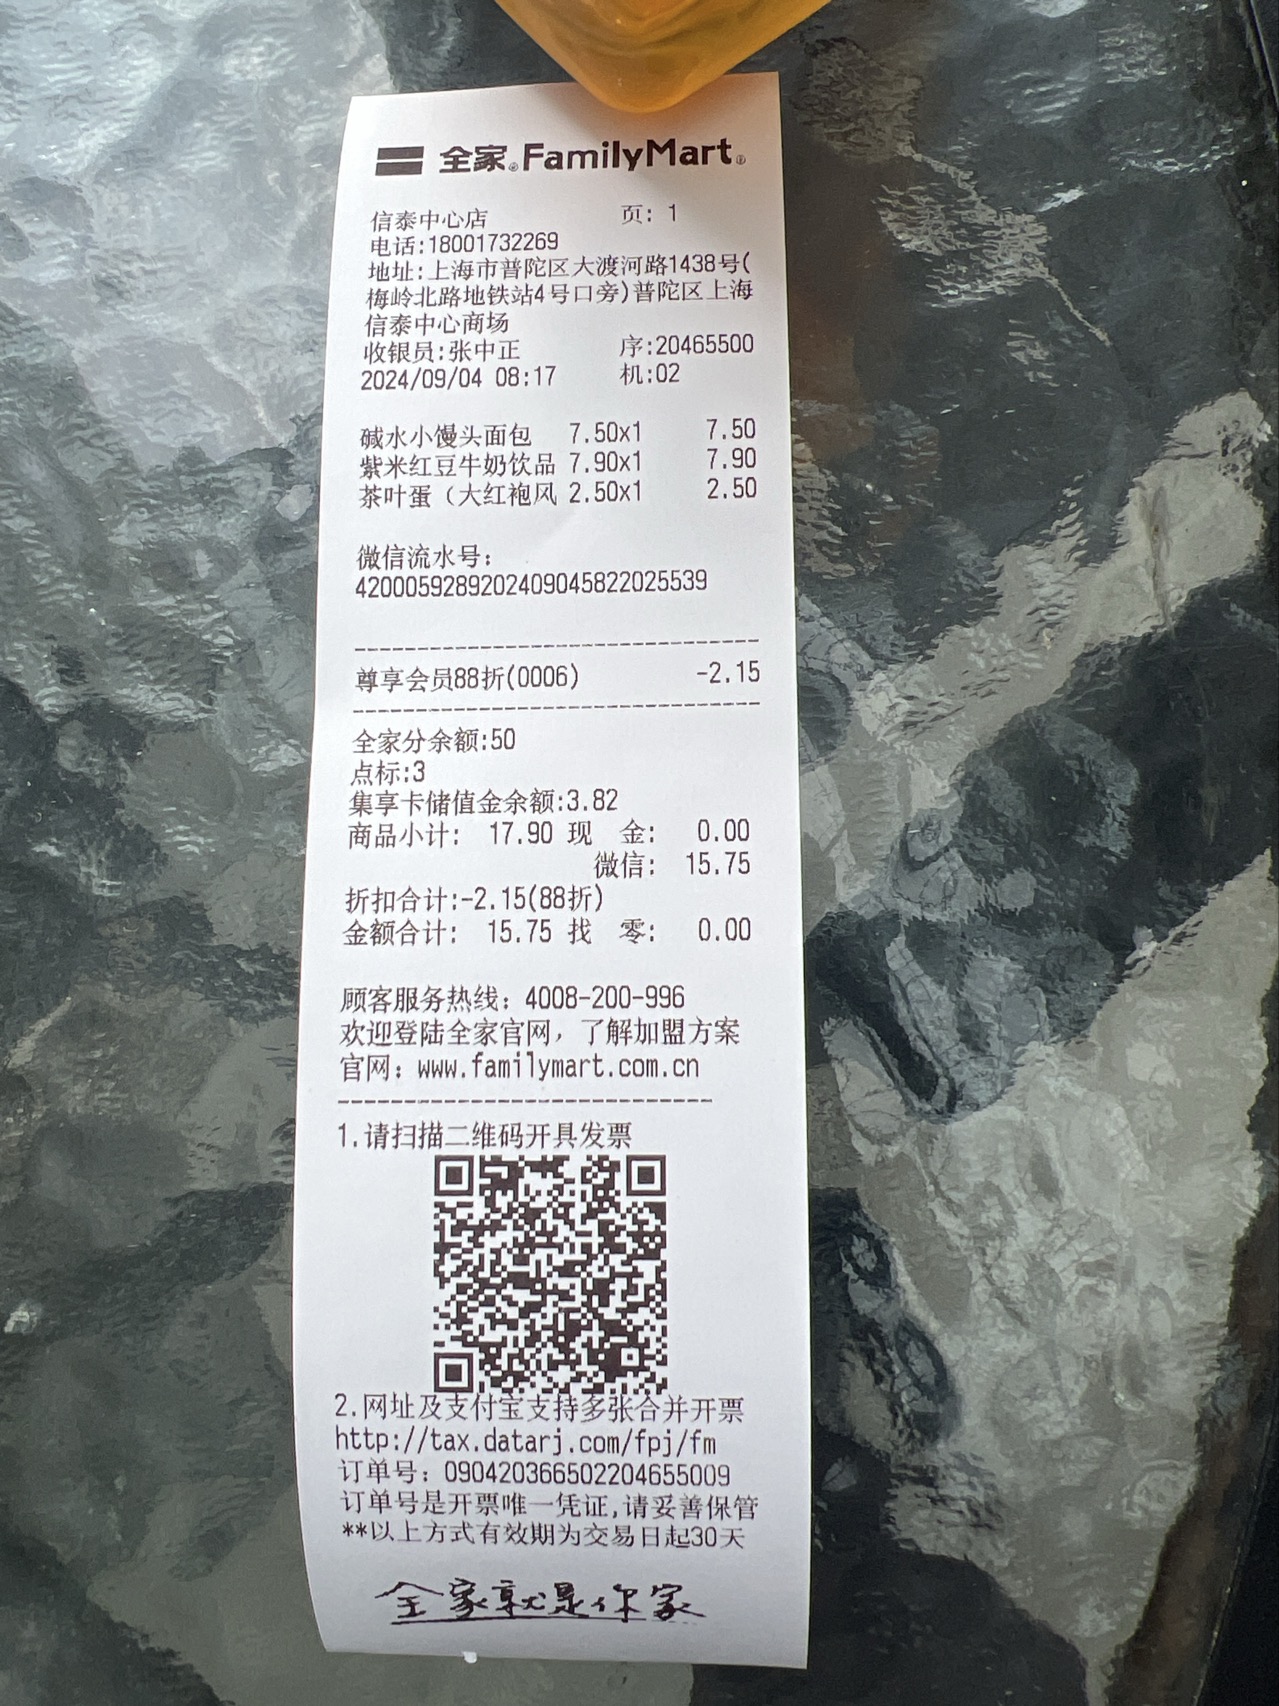 全家 FamilyMart
信泰中心店 页: 1
电话:18001732269
地址:上海市普陀区大渡河路1438号(
梅岭北路地铁站4号口旁)普陀区上海
信泰中心商场
收银员:张中正 序:20465500
2024/09/04 08:17 机:02
碱水小馒头面包 7.50x1 7.50
紫米红豆牛奶饮品 7.90x1 7.90
茶叶蛋（大红袍风 2.50x1 2.50
微信流水号:
4200059289202409045822025539
尊享会员88折(0006) -2.15
全家分余额:50
点标:3
集享卡储值金余额:3.82
商品小计: 17.90 现 金: 0.00
微信: 15.75
折扣合计:-2.15(88折)
金额合计: 15.75 找 零: 0.00
顾客服务热线: 4008-200-996
欢迎登陆全家官网, 了解加盟方案
官网: www.familymart.com.cn
1.请扫描二维码开具发票
2.网址及支付宝支持多张合并开票
http://tax.datarj.com/fpj/fm
订单号: 090420366502204655009
订单号是开票唯一凭证,请妥善保管
**以上方式有效期为交易日起30天
全家就是你家